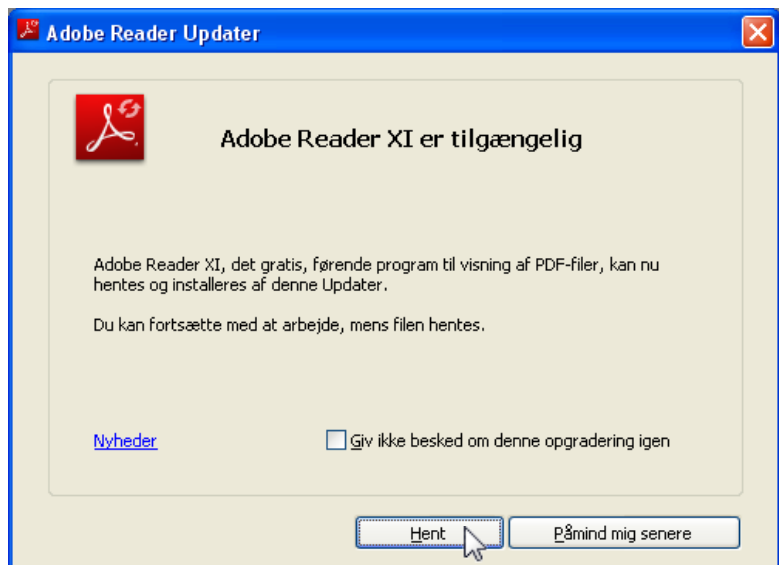 Adobe Reader Updater
Adobe Reader XI er tilgængelig
Adobe Reader XI, det gratis, førende program til visning af PDF-filer, kan nu
hentes og installeres af denne Updater.
Du kan fortsætte med at arbejde, mens filen hentes.
Nyheder
Giv ikke besked om denne opgradering igen
Hent
Påmind mig senere